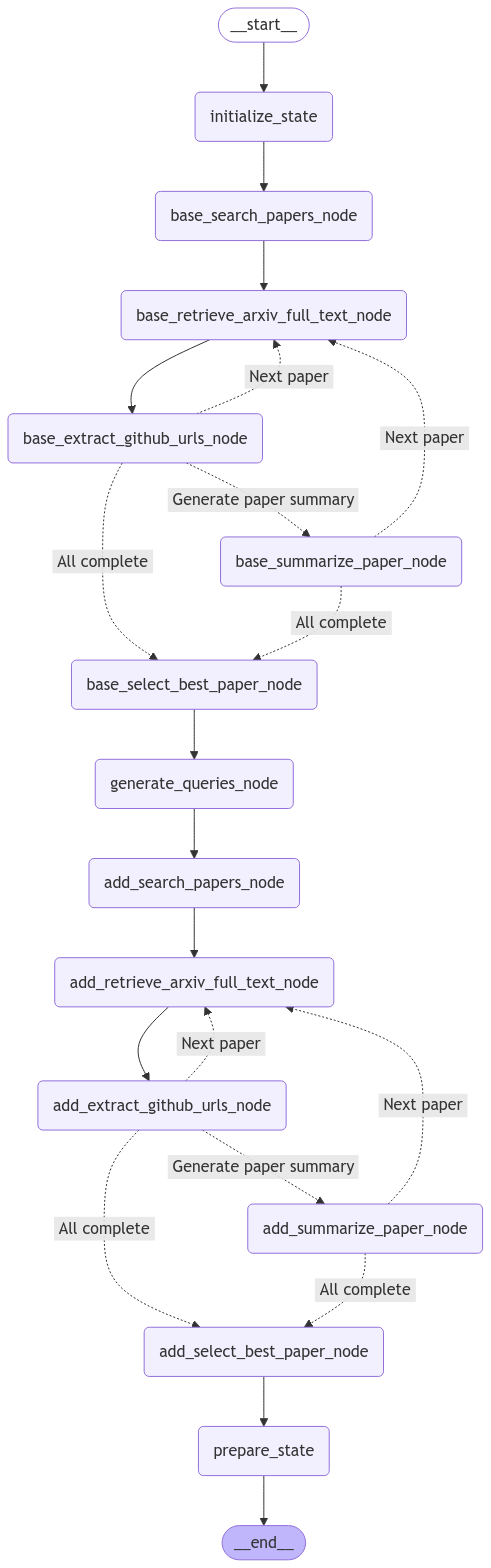 __start__
initialize_state
base_search_papers_node
base_retrieve_arxiv_full_text_node
Next paper
Next paper
base_extract_github_urls_node
Generate paper summary
All complete
base_summarize_paper_node
All complete
base_select_best_paper_node
generate_queries_node
add_search_papers_node
add_retrieve_arxiv_full_text_node
Next paper
Next paper
add_extract_github_urls_node
Generate paper summary
All complete
add_summarize_paper_node
All complete
add_select_best_paper_node
prepare_state
__end__